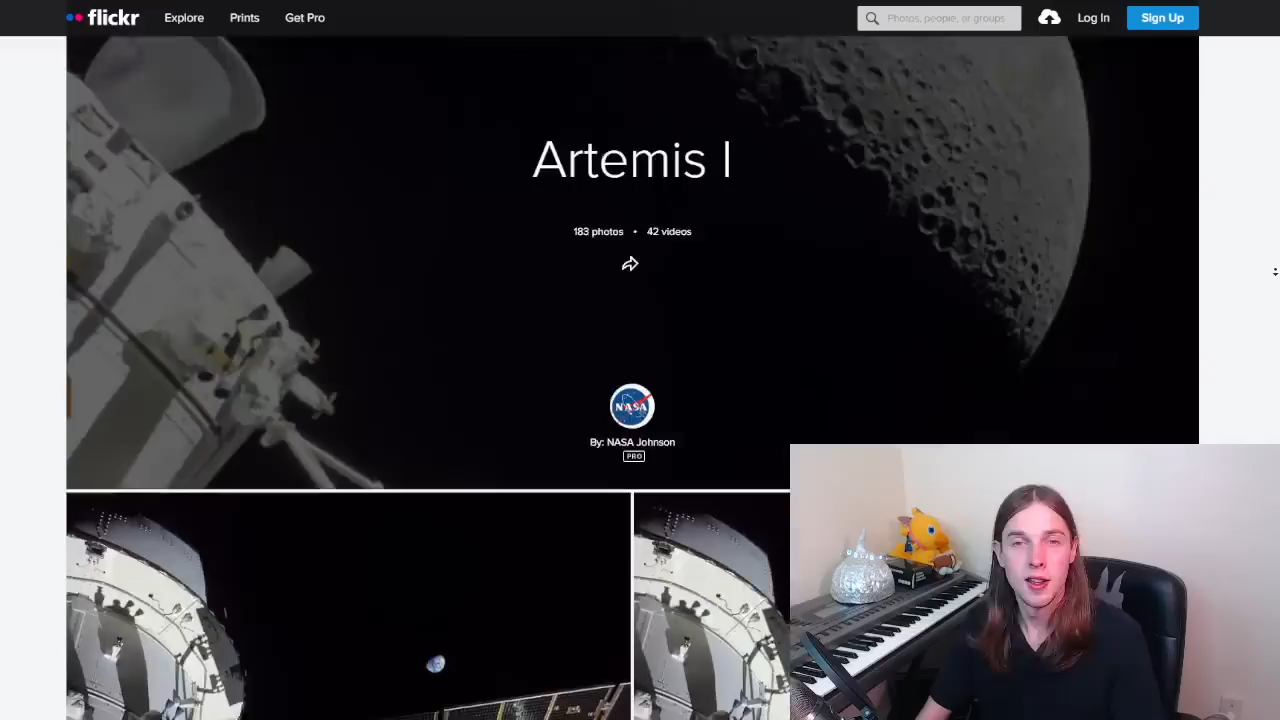 flickr Explore Prints Get Pro Photos, people, or groups Log In Sign Up
Artemis I
183 photos • 42 videos
NASA
By: NASA Johnson
PRO